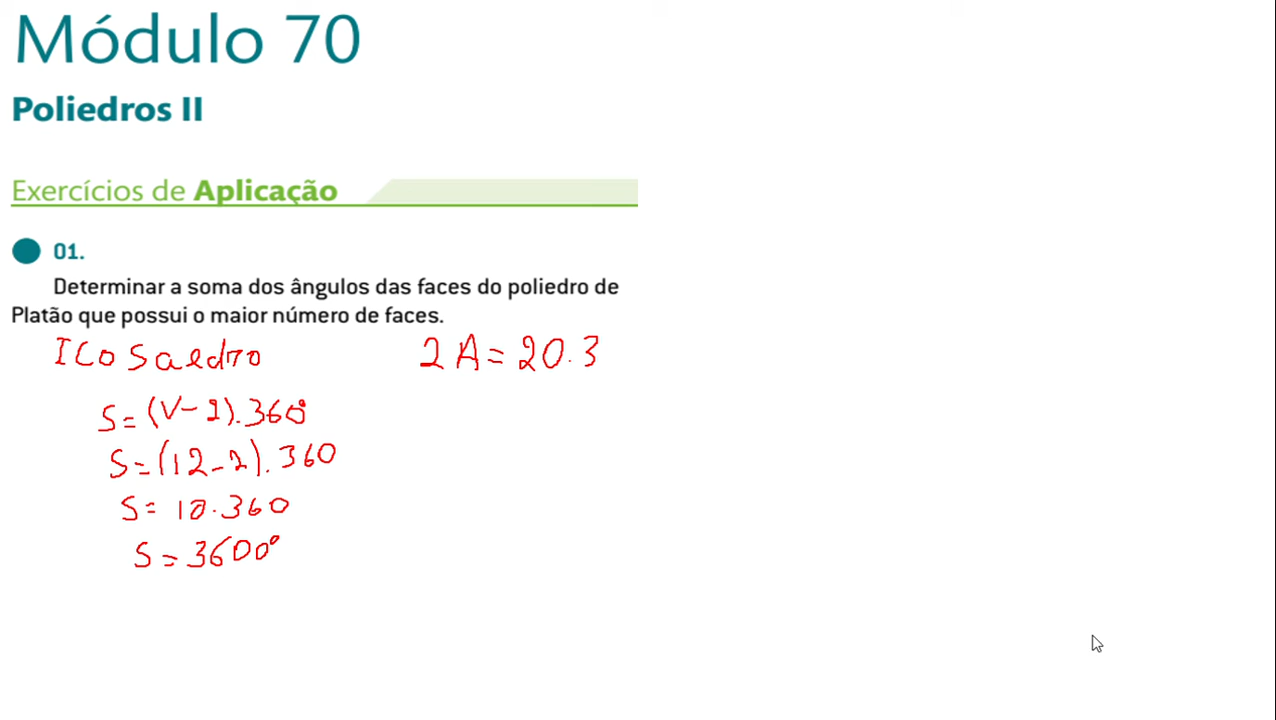 Módulo 70
Poliedros II
Exercícios de Aplicação
01.
Determinar a soma dos ângulos das faces do poliedro de
Platão que possui o maior número de faces.
Icosaedro
2A=20.3
S=(V-2).360°
S=(12-2).360
S=10.360
S=3600°